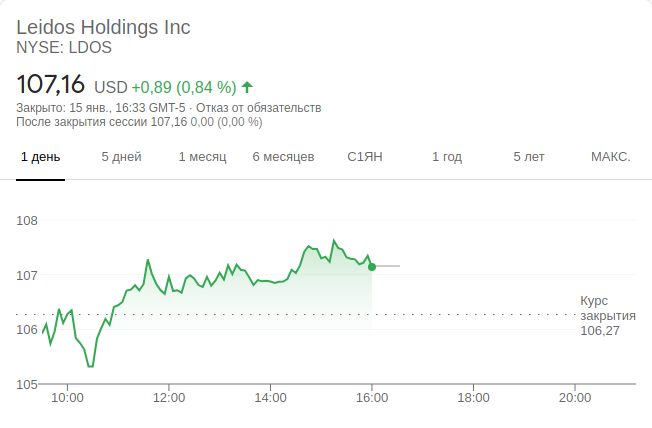 Leidos Holdings Inc
NYSE: LDOS
107,16 USD +0,89 (0,84 %)
Закрыто: 15 янв., 16:33 GMT-5 · Отказ от обязательств
После закрытия сессии 107,16 0,00 (0,00 %)
1 день 5 дней 1 месяц 6 месяцев С1ЯН 1 год 5 лет МАКС.
108
107
Курс
закрытия
106,27
106
105
10:00 12:00 14:00 16:00 18:00 20:00